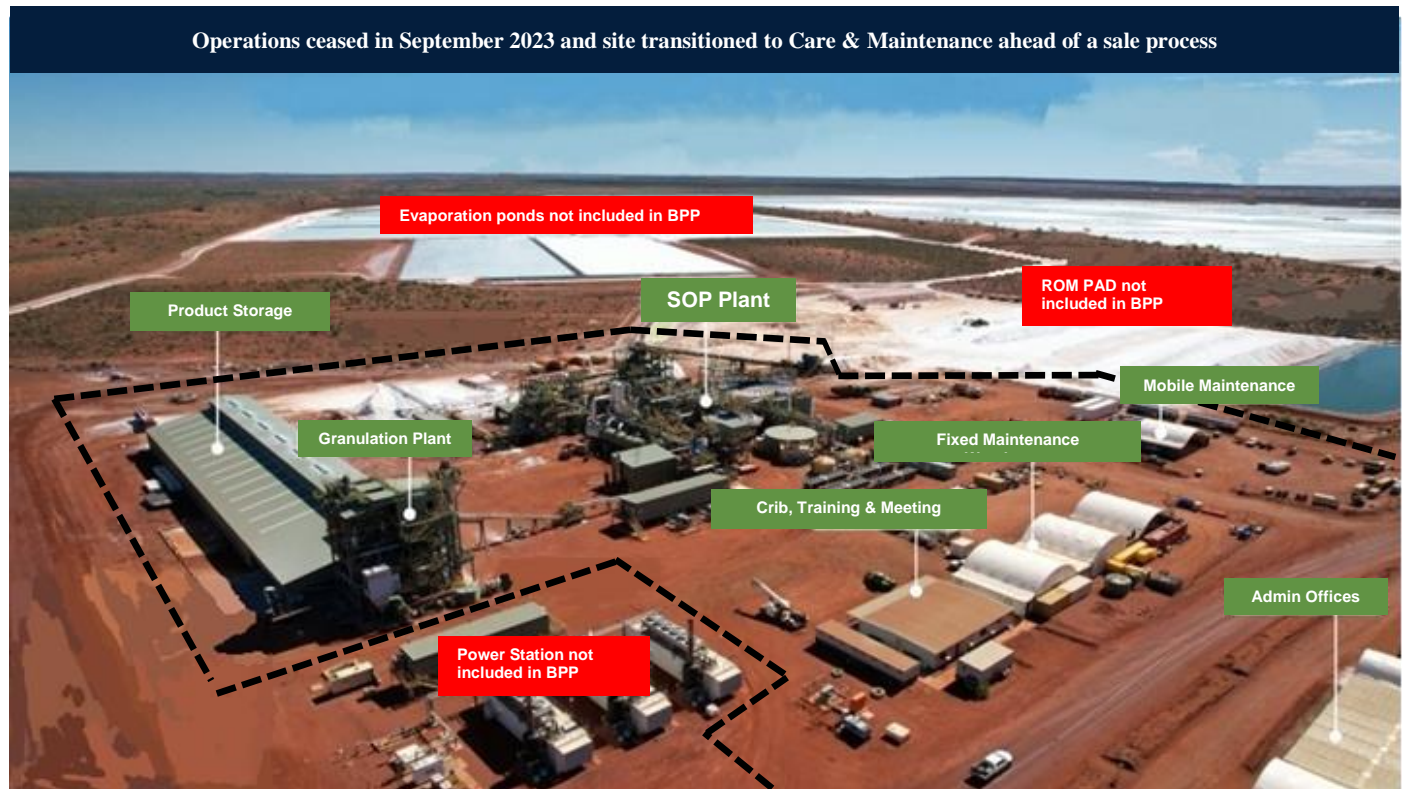 Operations ceased in September 2023 and site transitioned to Care & Maintenance ahead of a sale process
Evaporation ponds not included in BPP
SOP Plant
ROM PAD not
included in BPP
Product Storage
Mobile Maintenance
Granulation Plant
Fixed Maintenance
Crib, Training & Meeting
Admin Offices
Power Station not
included in BPP